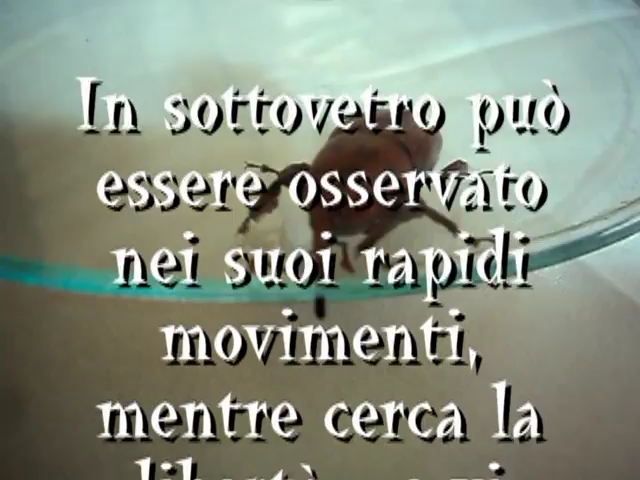 In sottovetro può
essere osservato
nei suoi rapidi
movimenti,
mentre cerca la